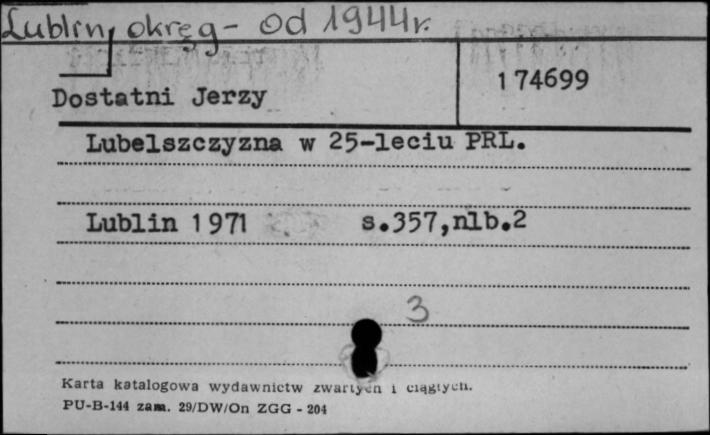 Lublin, okręg - od 1944r.
174699
Dostatni Jerzy
Lubelszczyzna w 25-leciu PRL.
Lublin 1971 s.357,nlb.2
3
Karta katalogowa wydawnictw zwartych i ciągłych.
PU-B-144 zam. 29/DW/On ZGG - 204